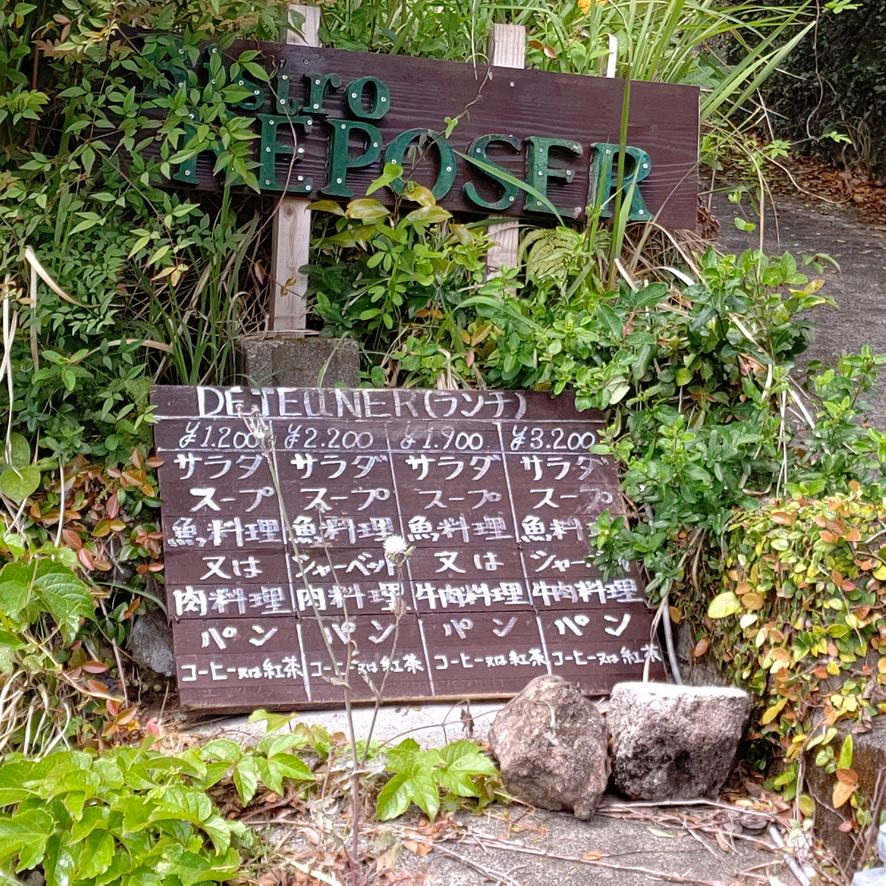 Bistro
REPOSER
DEJEUNER(ランチ)
¥1.200 ¥2.200 ¥1.900 ¥3.200
サラダ サラダ サラダ サラダ
スープ スープ スープ スープ
魚料理 魚料理 魚料理 魚料理
又は シャーベット 又は シャーベット
肉料理 肉料理 牛肉料理 牛肉料理
パン パン パン パン
コーヒー又は紅茶 コーヒー又は紅茶 コーヒー又は紅茶 コーヒー又は紅茶